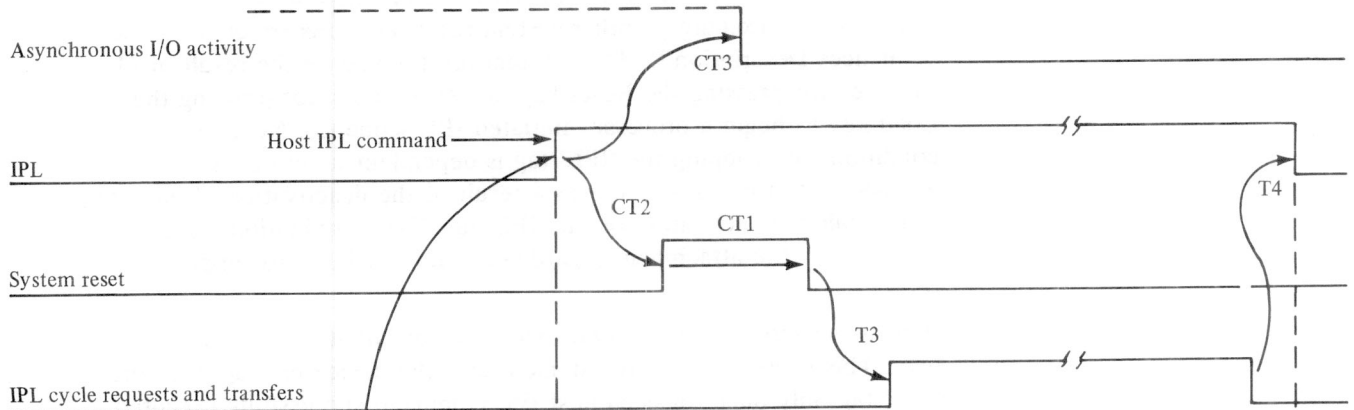 Asynchronous I/O activity
CT3
Host IPL command
IPL
CT2
CT1
T4
System reset
T3
IPL cycle requests and transfers